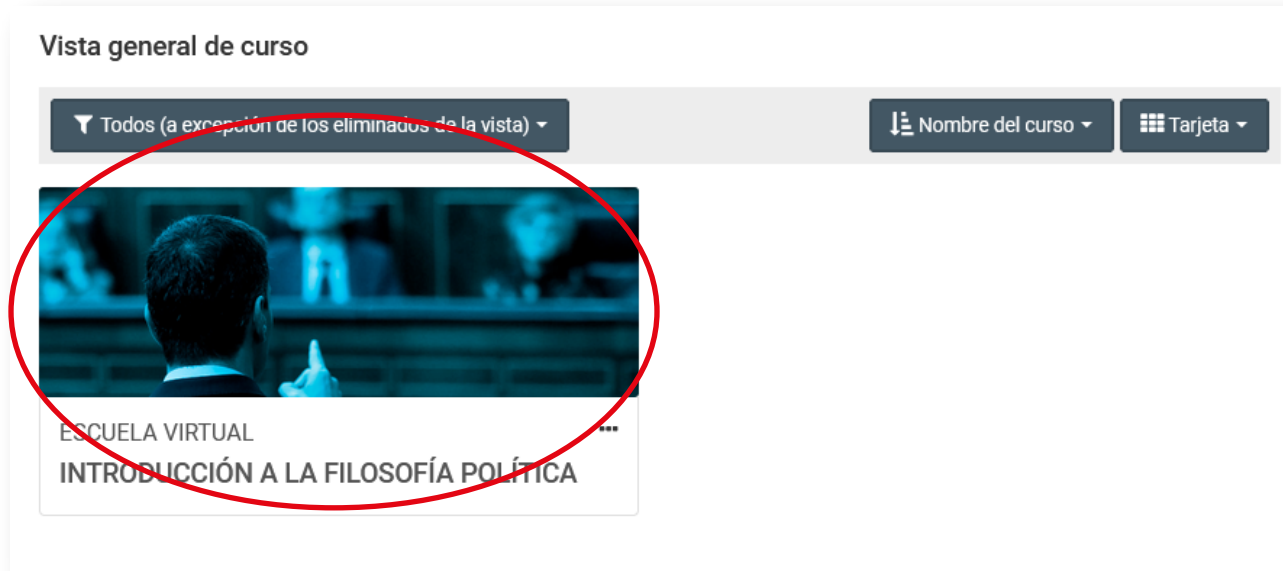 Vista general de curso
Todos (a excepción de los eliminados de la vista)
Nombre del curso
Tarjeta
ESCUELA VIRTUAL
INTRODUCCIÓN A LA FILOSOFÍA POLÍTICA